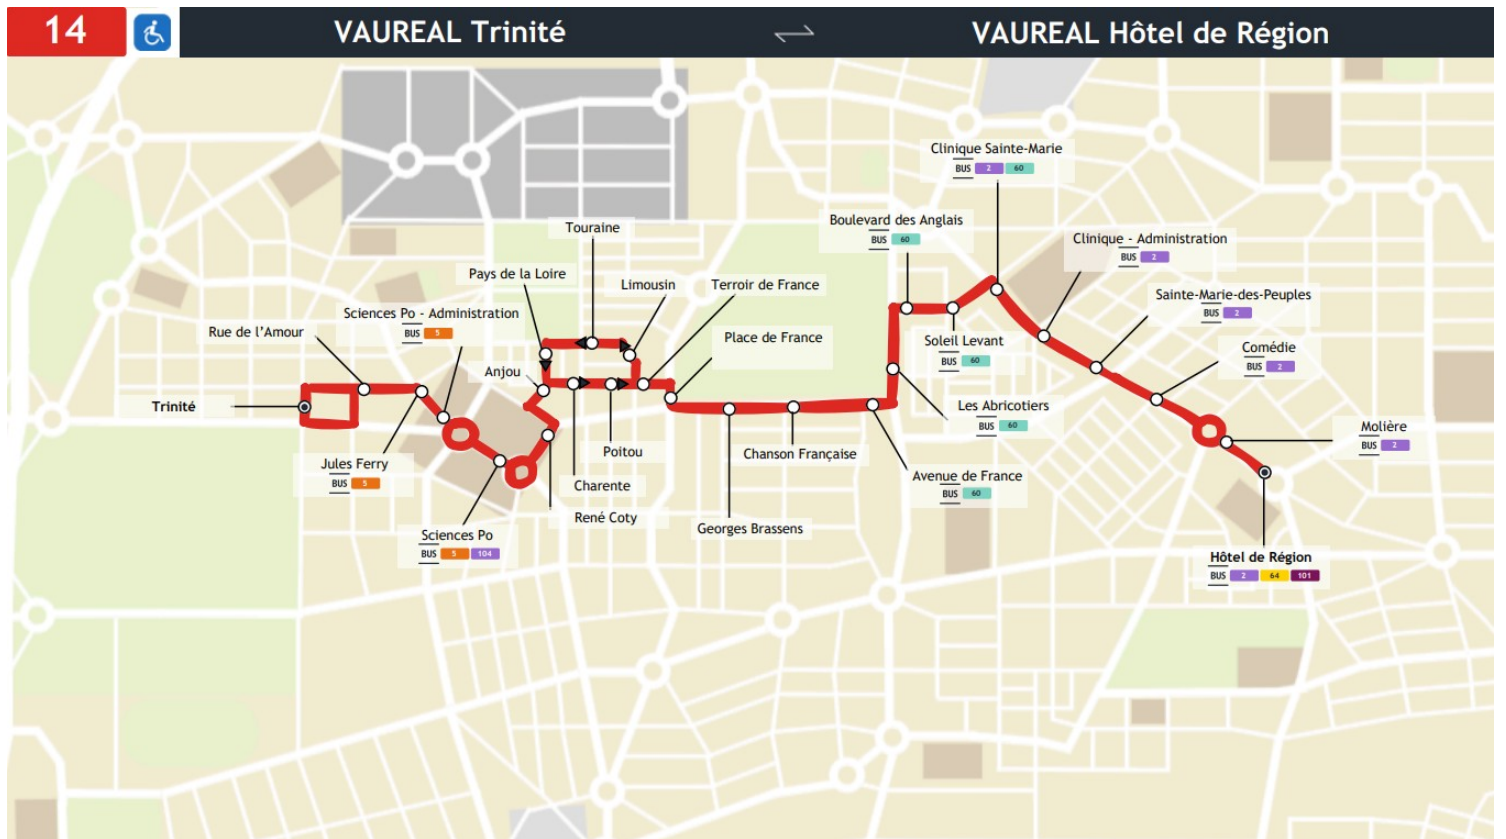 14
VAUREAL Trinité
VAUREAL Hôtel de Région
Clinique Sainte-Marie
BUS 2 60
Boulevard des Anglais
BUS 60
Touraine
Clinique - Administration
BUS 2
Pays de la Loire
Limousin
Terroir de France
Sainte-Marie-des-Peuples
BUS 2
Sciences Po - Administration
BUS 5
Rue de l'Amour
Place de France
Soleil Levant
BUS 60
Comédie
BUS 2
Anjou
Trinité
Les Abricotiers
BUS 60
Molière
BUS 2
Poitou
Chanson Française
Jules Ferry
BUS 5
Charente
Avenue de France
BUS 60
René Coty
Georges Brassens
Sciences Po
BUS 5 104
Hôtel de Région
BUS 2 64 101